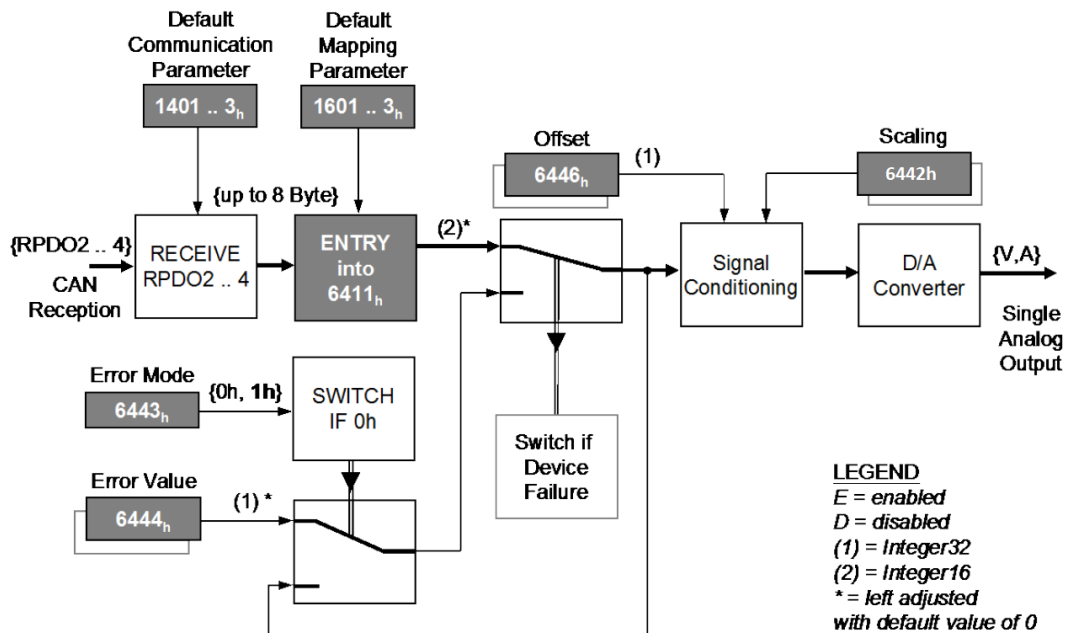 Default
Communication
Parameter
1401 .. 3h
Default
Mapping
Parameter
1601 .. 3h
Offset
6446h
(1)
Scaling
6442h
{up to 8 Byte}
{RPDO2 .. 4}
CAN
Reception
RECEIVE
RPDO2 .. 4
ENTRY
into
6411h
(2)*
Signal
Conditioning
D/A
Converter
{V,A}
Single
Analog
Output
Error Mode
6443h
{0h, 1h}
SWITCH
IF 0h
Switch if
Device
Failure
Error Value
6444h
(1) *
LEGEND
E = enabled
D = disabled
(1) = Integer32
(2) = Integer16
* = left adjusted
with default value of 0